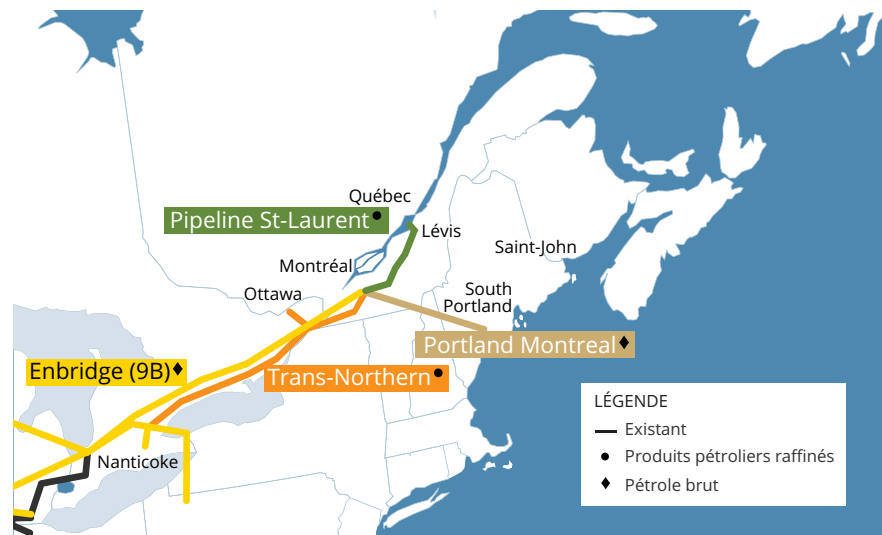 Québec
Pipeline St-Laurent ●
Lévis
Saint-John
Montréal
Ottawa
South
Portland
Portland Montreal ♦
Enbridge (9B) ♦
Trans-Northern ●
Nanticoke
LÉGENDE
Existant
● Produits pétroliers raffinés
♦ Pétrole brut